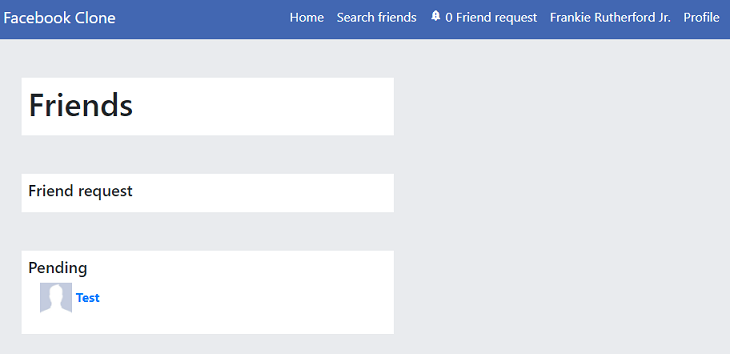 Facebook Clone Home Search friends 0 Friend request Frankie Rutherford Jr. Profile
Friends
Friend request
Pending
Test